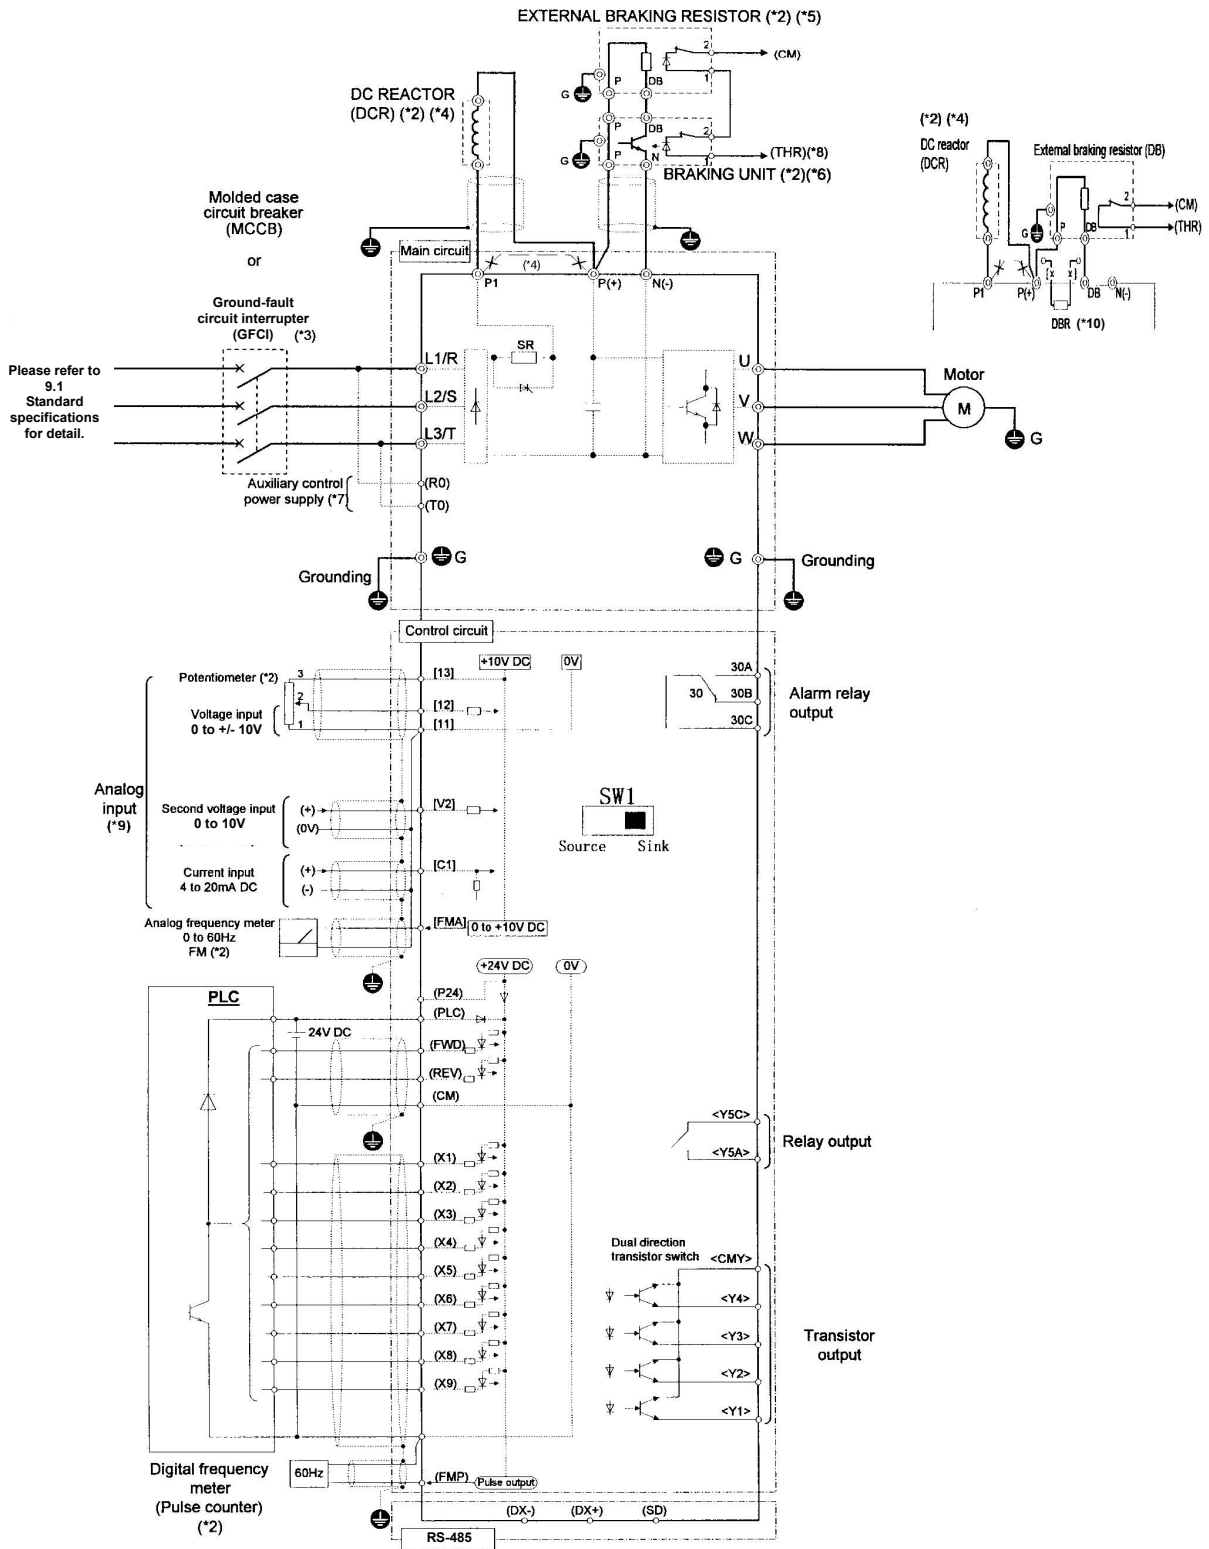 EXTERNAL BRAKING RESISTOR (*2) (*5)
2
(CM)
1
P
DB
G
DC REACTOR
(DCR) (*2) (*4)
P
DB
2
P
N
1
G
(THR)(*8)
BRAKING UNIT (*2)(*6)
(*2) (*4)
DC reactor
(DCR)
External braking resistor (DB)
2
(CM)
(THR)
1
G
P
DB
P1
P(+)
DB
N(-)
DBR (*10)
Molded case
circuit breaker
(MCCB)
or
Ground-fault
circuit interrupter
(GFCI) (*3)
Main circuit
(*4)
P1
P(+)
N(-)
SR
Please refer to
9.1
Standard
specifications
for detail.
L1/R
L2/S
L3/T
U
V
W
Motor
M
G
Auxiliary control
power supply (*7)
(R0)
(T0)
G
G
Grounding
Grounding
Control circuit
+10V DC
0V
Potentiometer (*2)
3
2
1
[13]
[12]
[11]
Voltage input
0 to +/- 10V
30A
30
30B
30C
Alarm relay
output
Analog
input
(*9)
Second voltage input
0 to 10V
(+)
(0V)
[V2]
SW1
Source Sink
Current input
4 to 20mA DC
(+)
(-)
[C1]
Analog frequency meter
0 to 60Hz
FM (*2)
[FMA]
0 to +10V DC
+24V DC
0V
PLC
(P24)
(PLC)
24V DC
(FWD)
(REV)
(CM)
<Y5C>
<Y5A>
Relay output
(X1)
(X2)
(X3)
(X4)
(X5)
(X6)
(X7)
(X8)
(X9)
Dual direction
transistor switch
<CMY>
<Y4>
<Y3>
<Y2>
<Y1>
Transistor
output
Digital frequency
meter
(Pulse counter)
(*2)
60Hz
(FMP)
Pulse output
(DX-)
(DX+)
(SD)
RS-485